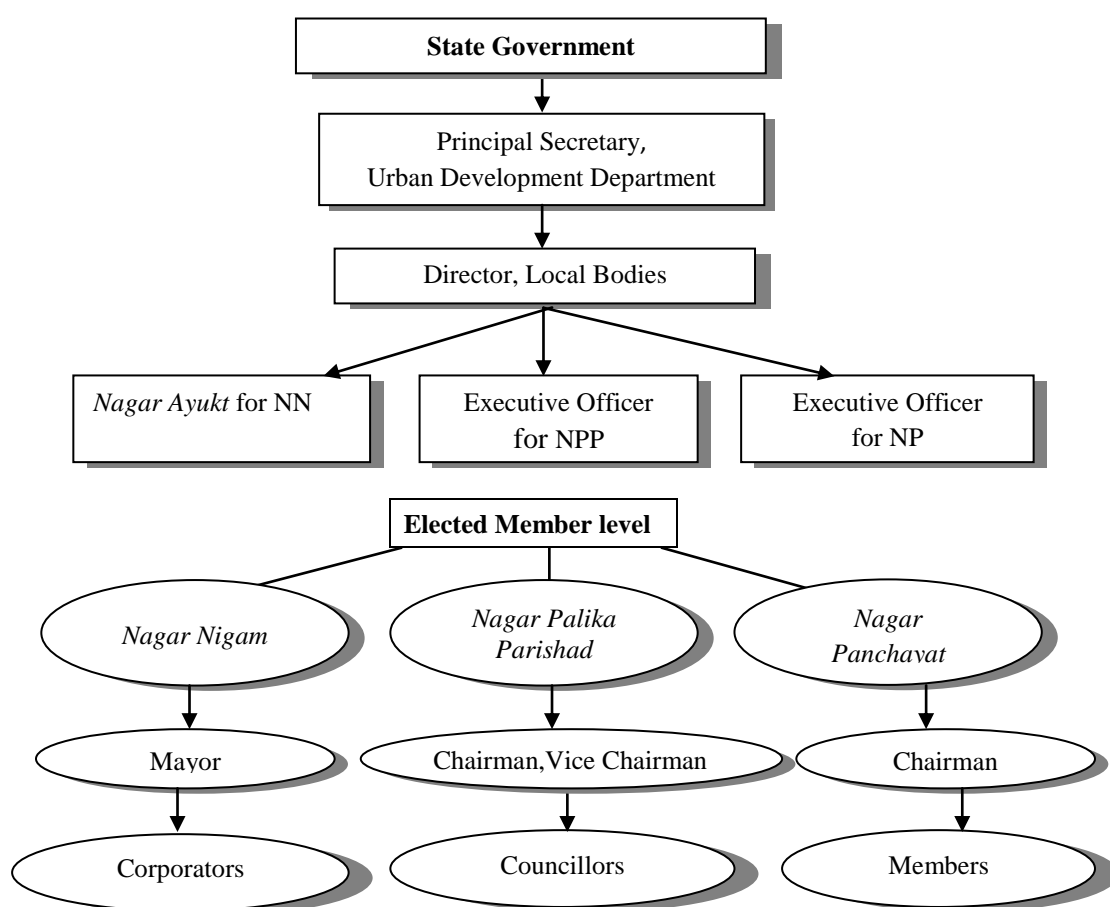 State Government
Principal Secretary,
Urban Development Department
Director, Local Bodies
Nagar Ayukt for NN
Executive Officer
for NPP
Executive Officer
for NP
Elected Member level
Nagar Nigam
Nagar Palika
Parishad
Nagar
Panchayat
Mayor
Chairman,Vice Chairman
Chairman
Corporators
Councillors
Members